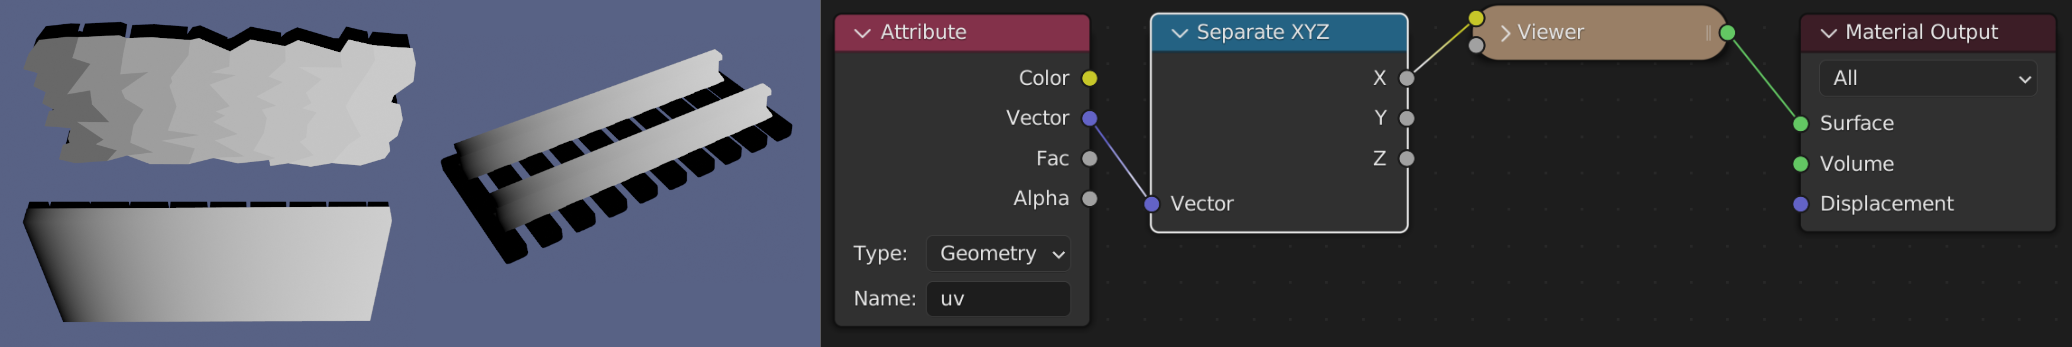 Attribute
Color
Vector
Fac
Alpha
Type: Geometry
Name: uv
Separate XYZ
X
Y
Z
Vector
Viewer
Material Output
All
Surface
Volume
Displacement